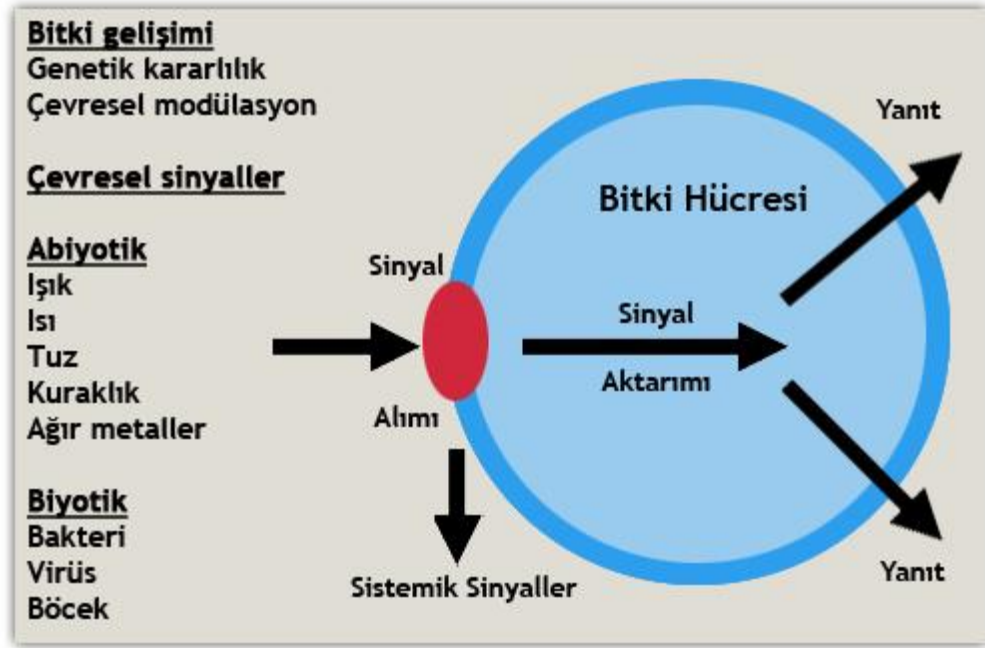 Bitki gelişimi
Genetik kararlılık
Çevresel modülasyon
Çevresel sinyaller
Abiyotik
Işık
Isı
Tuz
Kuraklık
Ağır metaller
Biyotik
Bakteri
Virüs
Böcek
Sinyal
Alımı
Sistemik Sinyaller
Bitki Hücresi
Sinyal
Aktarımı
Yanıt
Yanıt